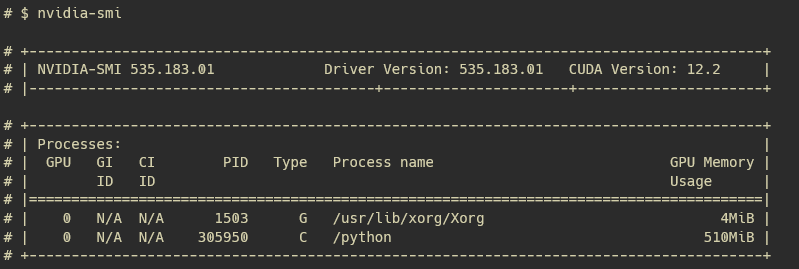 # $ nvidia-smi
# +---------------------------------------------------------------------------------------+
# | NVIDIA-SMI 535.183.01             Driver Version: 535.183.01   CUDA Version: 12.2     |
# |-----------------------------------------+----------------------+----------------------+
# +---------------------------------------------------------------------------------------+
# | Processes:                                                                            |
# |  GPU   GI   CI        PID   Type   Process name                            GPU Memory |
# |        ID   ID                                                             Usage      |
# |=======================================================================================|
# |    0   N/A  N/A      1503      G   /usr/lib/xorg/Xorg                            4MiB |
# |    0   N/A  N/A    305950      C   /python                                     510MiB |
# +---------------------------------------------------------------------------------------+